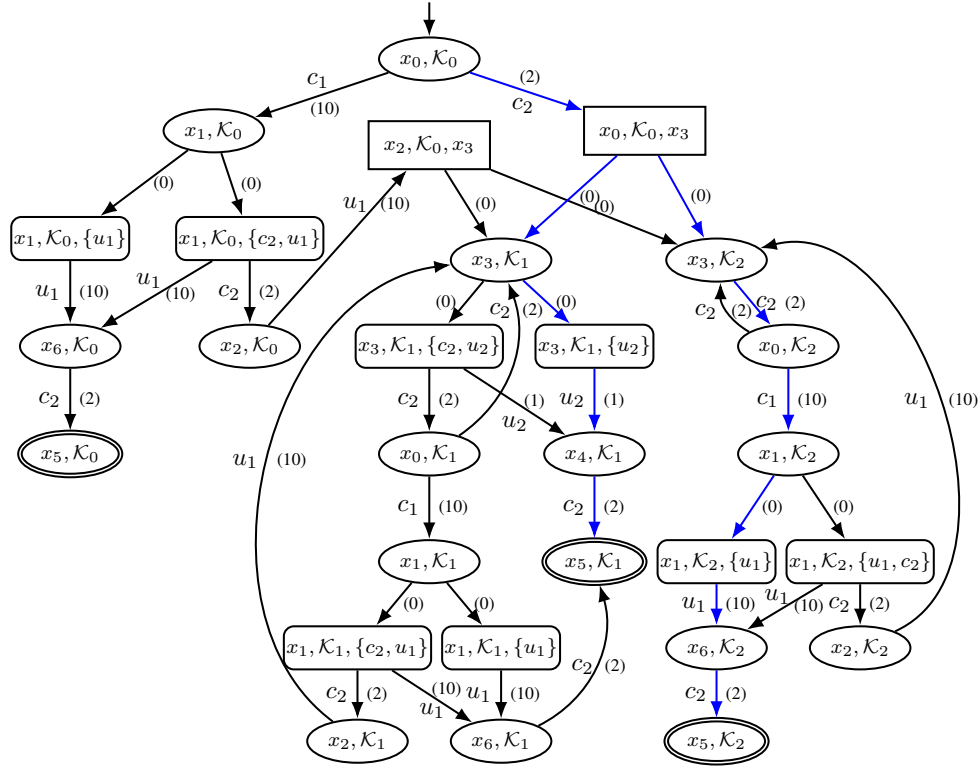 x₀, 𝒦₀
c₁ (10)
(2) c₂
x₁, 𝒦₀
x₂, 𝒦₀, x₃
x₀, 𝒦₀, x₃
(0) (0)
(0) (0) (0) (0)
u₁ (10)
x₁, 𝒦₀, {u₁}
x₁, 𝒦₀, {c₂, u₁}
x₃, 𝒦₁
x₃, 𝒦₂
u₁ (10)
u₁ (10)
c₂ (2)
(0) (0)
c₂ (2)
c₂ (2)
c₂ (2)
x₆, 𝒦₀
x₂, 𝒦₀
x₃, 𝒦₁, {c₂, u₂}
x₃, 𝒦₁, {u₂}
x₀, 𝒦₂
c₂ (2)
c₂ (2)
(1) u₂
u₂ (1)
c₁ (10)
u₁ (10)
x₅, 𝒦₀
u₁ (10)
x₀, 𝒦₁
x₄, 𝒦₁
x₁, 𝒦₂
c₁ (10)
c₂ (2)
(0) (0)
x₁, 𝒦₁
x₅, 𝒦₁
x₁, 𝒦₂, {u₁}
x₁, 𝒦₂, {u₁, c₂}
(0) (0)
u₁ (10)
u₁ (10)
c₂ (2)
x₁, 𝒦₁, {c₂, u₁}
x₁, 𝒦₁, {u₁}
x₆, 𝒦₂
x₂, 𝒦₂
c₂ (2)
(10) u₁
u₁ (10)
c₂ (2)
c₂ (2)
x₂, 𝒦₁
x₆, 𝒦₁
x₅, 𝒦₂